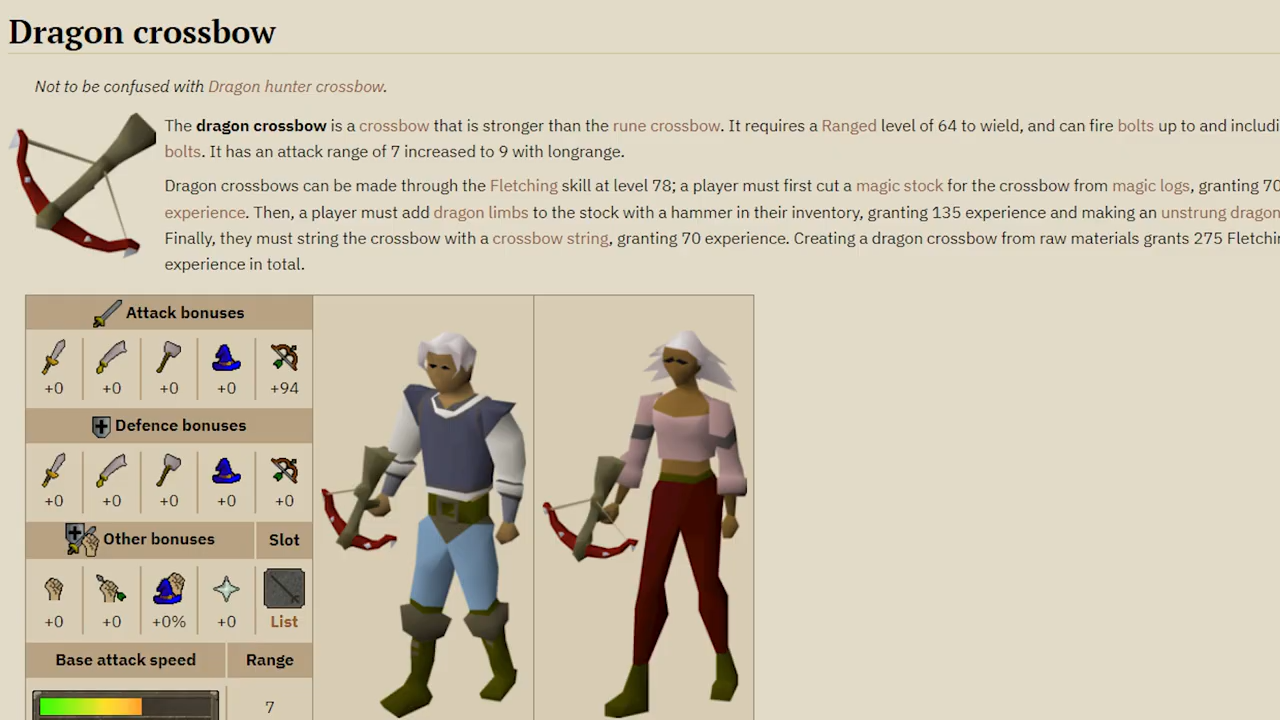 Dragon crossbow
Not to be confused with Dragon hunter crossbow.
The dragon crossbow is a crossbow that is stronger than the rune crossbow. It requires a Ranged level of 64 to wield, and can fire bolts up to and includi
bolts. It has an attack range of 7 increased to 9 with longrange.
Dragon crossbows can be made through the Fletching skill at level 78; a player must first cut a magic stock for the crossbow from magic logs, granting 70
experience. Then, a player must add dragon limbs to the stock with a hammer in their inventory, granting 135 experience and making an unstrung dragon
Finally, they must string the crossbow with a crossbow string, granting 70 experience. Creating a dragon crossbow from raw materials grants 275 Fletchin
experience in total.
Attack bonuses
+0 +0 +0 +0 +94
Defence bonuses
+0 +0 +0 +0 +0
Other bonuses Slot
+0 +0 +0% +0 List
Base attack speed Range
7